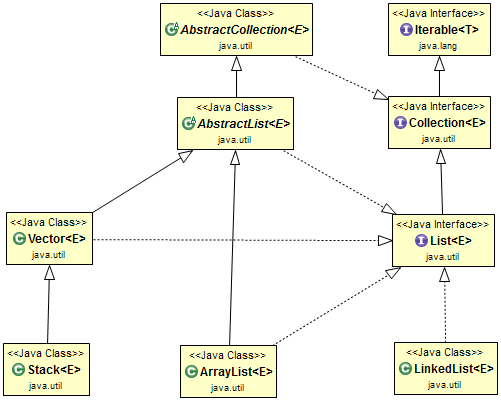 <<Java Class>>
AbstractCollection<E>
java.util
<<Java Interface>>
Iterable<T>
java.lang
<<Java Class>>
AbstractList<E>
java.util
<<Java Interface>>
Collection<E>
java.util
<<Java Class>>
Vector<E>
java.util
<<Java Interface>>
List<E>
java.util
<<Java Class>>
Stack<E>
java.util
<<Java Class>>
ArrayList<E>
java.util
<<Java Class>>
LinkedList<E>
java.util